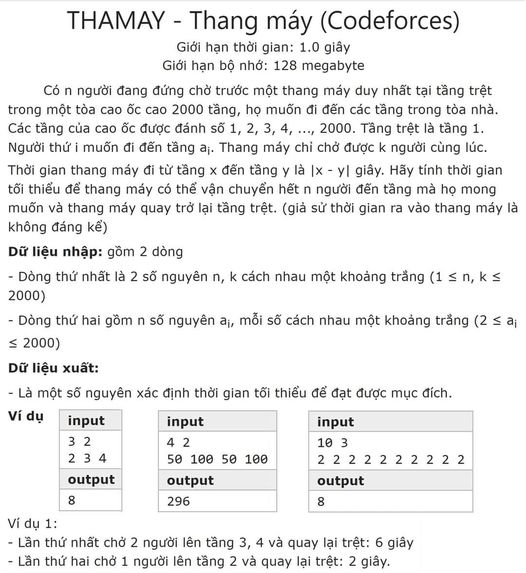 THAMAY - Thang máy (Codeforces)
Giới hạn thời gian: 1.0 giây
Giới hạn bộ nhớ: 128 megabyte
Có n người đang đứng chờ trước một thang máy duy nhất tại tầng trệt
trong một tòa cao ốc cao 2000 tầng, họ muốn đi đến các tầng trong tòa nhà.
Các tầng của cao ốc được đánh số 1, 2, 3, 4, ..., 2000. Tầng trệt là tầng 1.
Người thứ i muốn đi đến tầng aᵢ. Thang máy chỉ chở được k người cùng lúc.
Thời gian thang máy đi từ tầng x đến tầng y là |x - y| giây. Hãy tính thời gian
tối thiểu để thang máy có thể vận chuyển hết n người đến tầng mà họ mong
muốn và thang máy quay trở lại tầng trệt. (giả sử thời gian ra vào thang máy là
không đáng kể)
Dữ liệu nhập: gồm 2 dòng
- Dòng thứ nhất là 2 số nguyên n, k cách nhau một khoảng trắng (1 ≤ n, k ≤
2000)
- Dòng thứ hai gồm n số nguyên aᵢ, mỗi số cách nhau một khoảng trắng (2 ≤ aᵢ
≤ 2000)
Dữ liệu xuất:
- Là một số nguyên xác định thời gian tối thiểu để đạt được mục đích.
Ví dụ
input
3 2
2 3 4
output
8
input
4 2
50 100 50 100
output
296
input
10 3
2 2 2 2 2 2 2 2 2 2
output
8
Ví dụ 1:
- Lần thứ nhất chở 2 người lên tầng 3, 4 và quay lại trệt: 6 giây
- Lần thứ hai chở 1 người lên tầng 2 và quay lại trệt: 2 giây.